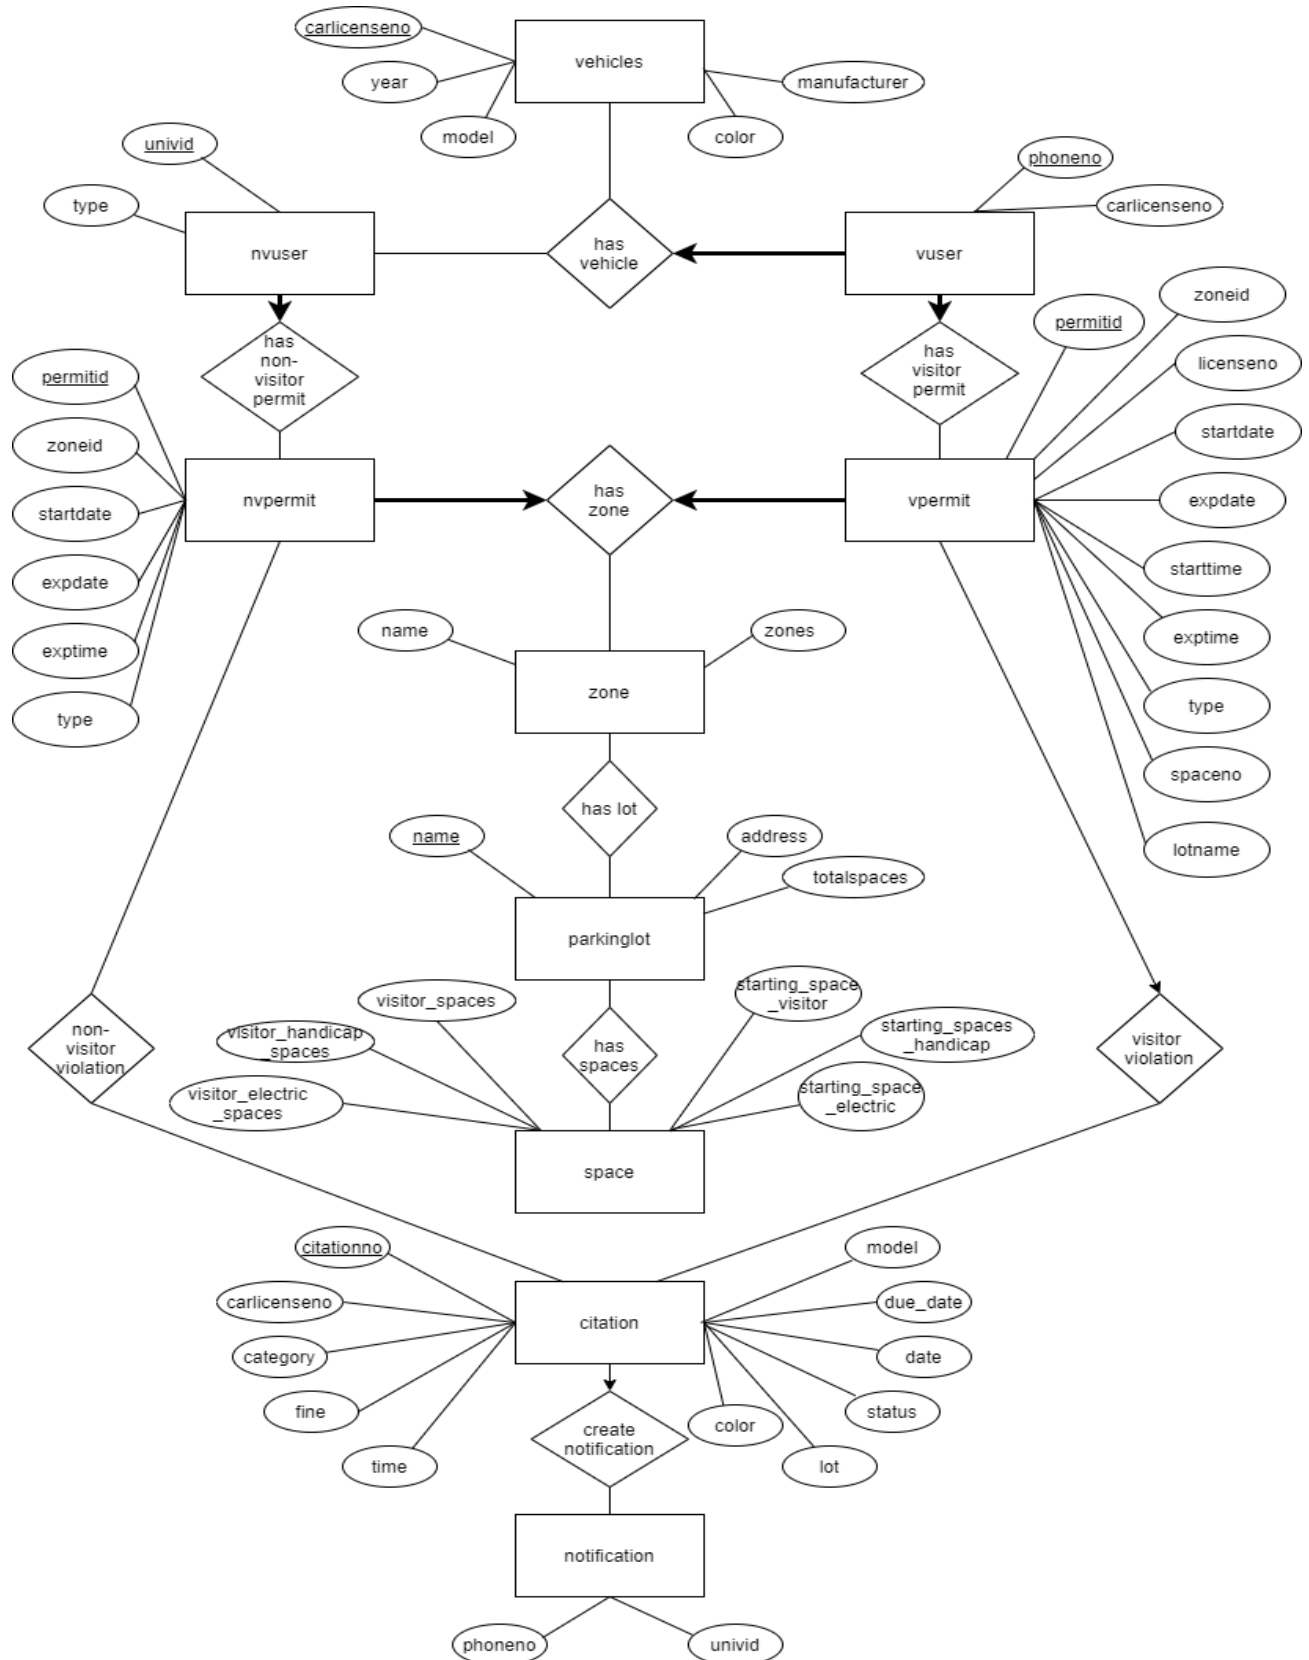 carlicenseno
vehicles
year
manufacturer
model
color
univid
phoneno
type
carlicenseno
nvuser
has
vehicle
vuser
zoneid
permitid
has
non-
visitor
permit
has
visitor
permit
licenseno
permitid
startdate
zoneid
nvpermit
has
zone
vpermit
expdate
startdate
starttime
expdate
name
zones
exptime
exptime
zone
type
type
spaceno
has lot
name
address
lotname
totalspaces
parkinglot
visitor_spaces
starting_space
_visitor
non-
visitor
violation
visitor_handicap
_spaces
has
spaces
starting_spaces
_handicap
visitor
violation
visitor_electric
_spaces
starting_space
_electric
space
citationno
model
carlicenseno
citation
due_date
category
date
fine
create
notification
color
status
time
lot
notification
phoneno
univid